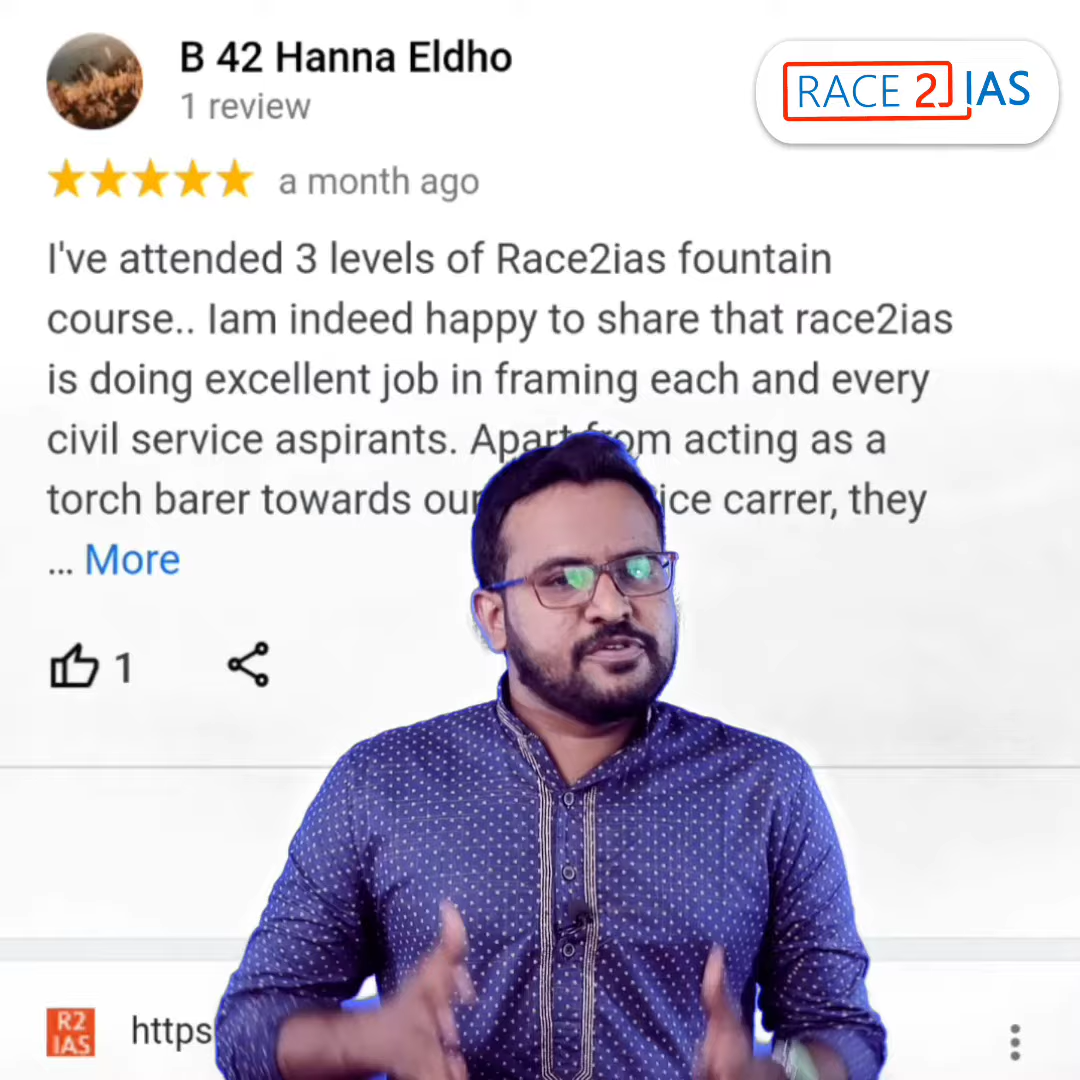 B 42 Hanna Eldho
1 review
RACE 2 IAS
a month ago
I've attended 3 levels of Race2ias fountain
course.. Iam indeed happy to share that race2ias
is doing excellent job in framing each and every
civil service aspirants. Apart from acting as a
torch barer towards our carrer, they
... More
1
R2
IAS
https